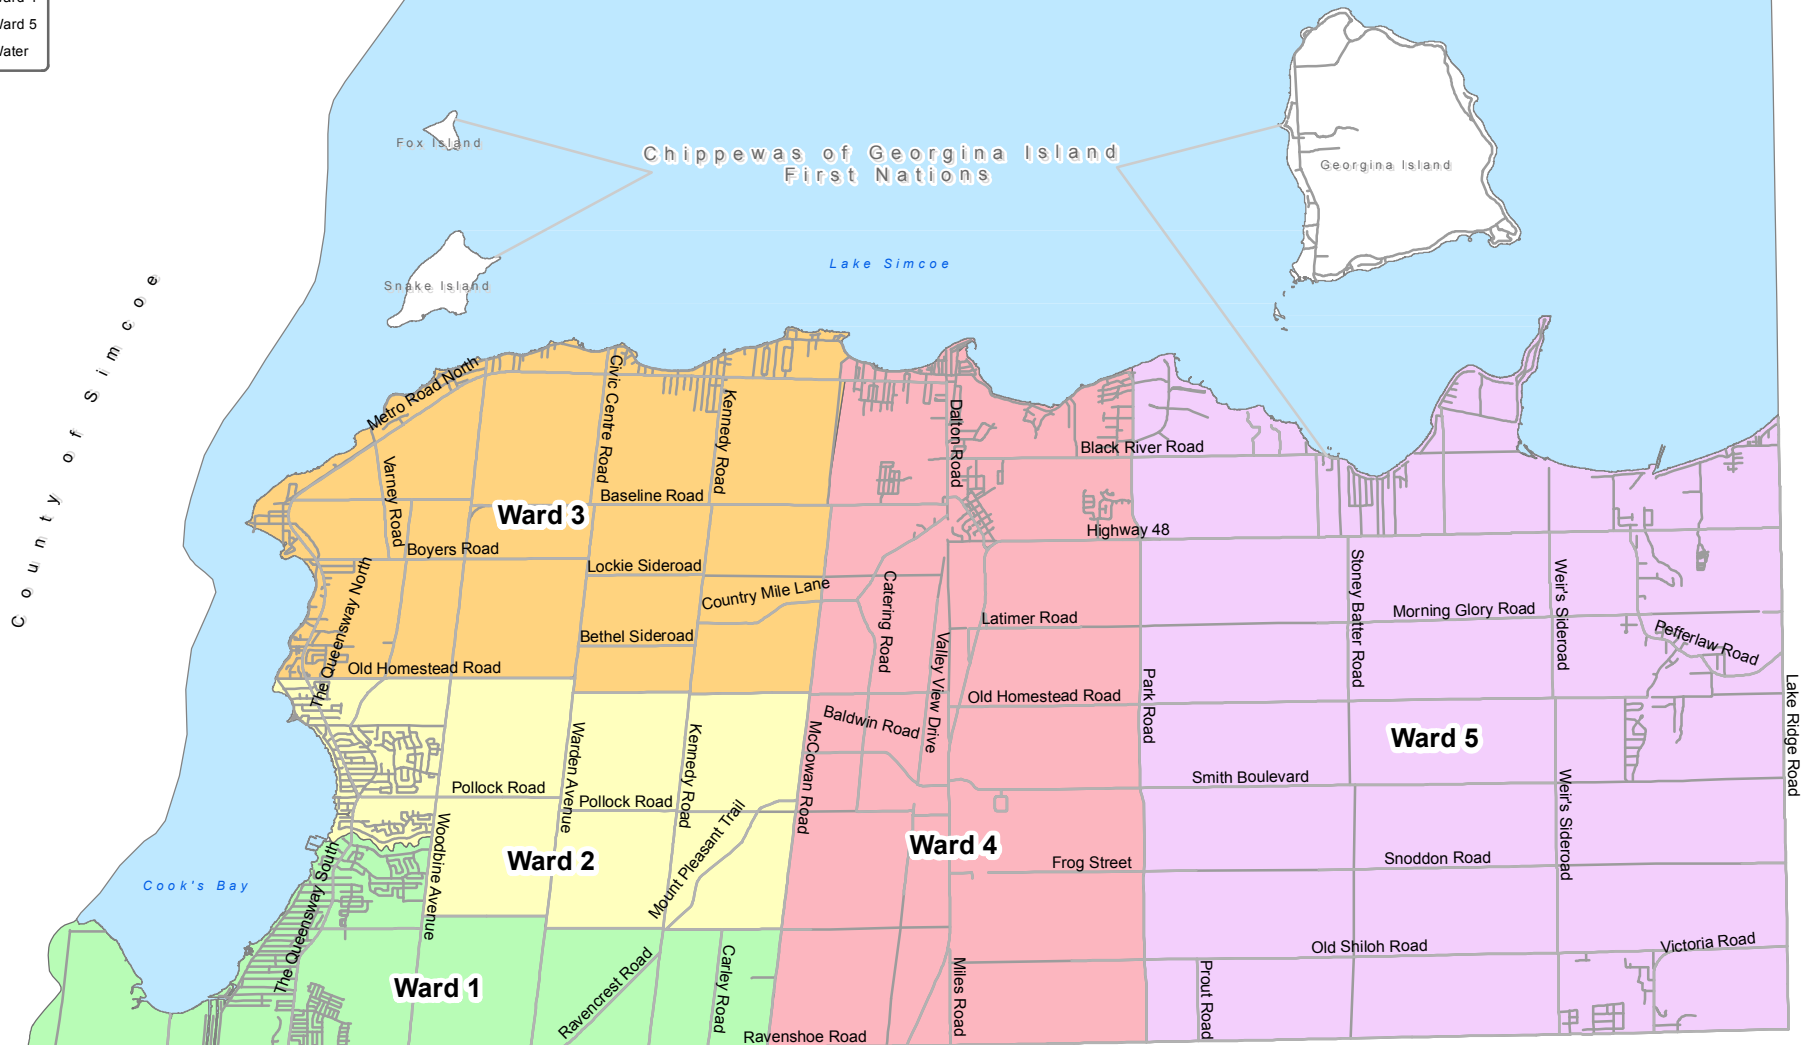 Ward 5
Water
Fox Island
Chippewas of Georgina Island
First Nations
Georgina Island
Lake Simcoe
Snake Island
County of Simcoe
Metro Road North
Civic Centre Road
Kennedy Road
Dalton Road
Black River Road
Varney Road
Baseline Road
Ward 3
Highway 48
Boyers Road
Lockie Sideroad
Country Mile Lane
Catering Road
Latimer Road
Stoney Batter Road
Weir's Sideroad
Morning Glory Road
Pefferlaw Road
The Queensway North
Bethel Sideroad
Valley View Drive
Old Homestead Road
Old Homestead Road
Park Road
Lake Ridge Road
Baldwin Road
McCowan Road
Warden Avenue
Kennedy Road
Ward 5
Pollock Road
Pollock Road
Smith Boulevard
Weir's Sideroad
Mount Pleasant Trail
Woodbine Avenue
Ward 2
Ward 4
Frog Street
Snoddon Road
Cook's Bay
The Queensway South
Old Shiloh Road
Victoria Road
Ward 1
Ravencrest Road
Carley Road
Miles Road
Prout Road
Ravenshoe Road